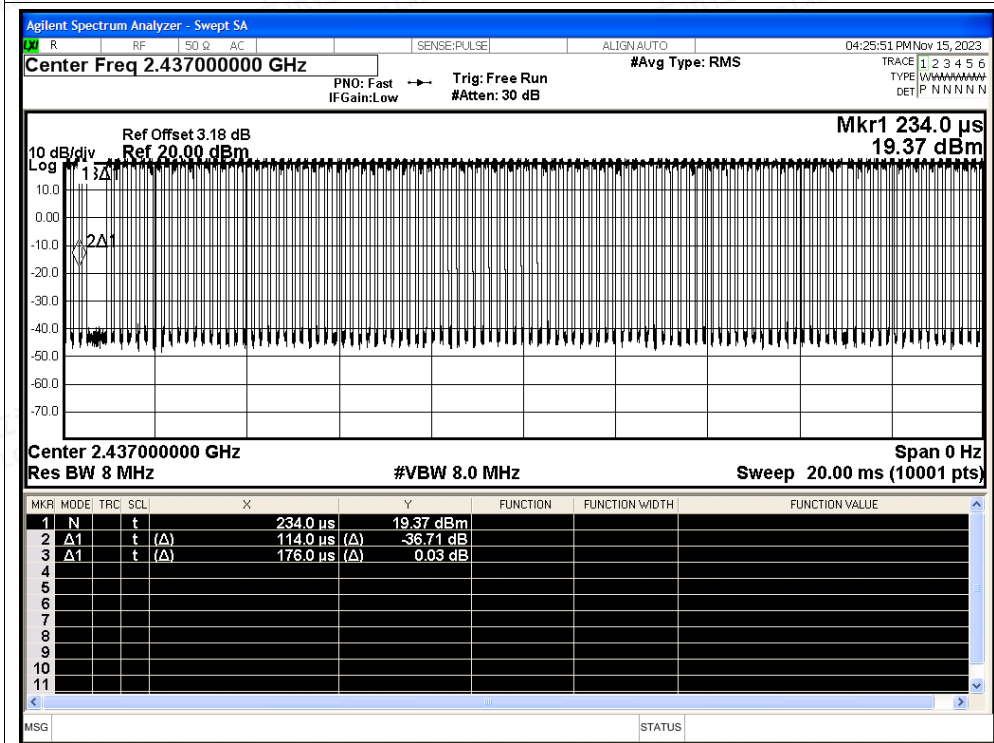 Agilent Spectrum Analyzer - Swept SA
LXI R RF 50 Ω AC SENSE:PULSE ALIGN AUTO 04:25:51 PM Nov 15, 2023
Center Freq 2.437000000 GHz #Avg Type: RMS TRACE 1 2 3 4 5 6
PNO: Fast Trig: Free Run TYPE W
IFGain:Low #Atten: 30 dB DET P N N N N N
Mkr1 234.0 µs
Ref Offset 3.18 dB
10 dB/div Ref 20.00 dBm 19.37 dBm
Log
1 3Δ1
10.0
0.00
-10.0
2Δ1
-20.0
-30.0
-40.0
-50.0
-60.0
-70.0
Center 2.437000000 GHz Span 0 Hz
Res BW 8 MHz #VBW 8.0 MHz Sweep 20.00 ms (10001 pts)
MKR MODE TRC SCL X Y FUNCTION FUNCTION WIDTH FUNCTION VALUE
1 N t 234.0 µs 19.37 dBm
2 Δ1 t (Δ) 114.0 µs (Δ) -36.71 dB
3 Δ1 t (Δ) 176.0 µs (Δ) 0.03 dB
4
5
6
7
8
9
10
11
MSG STATUS